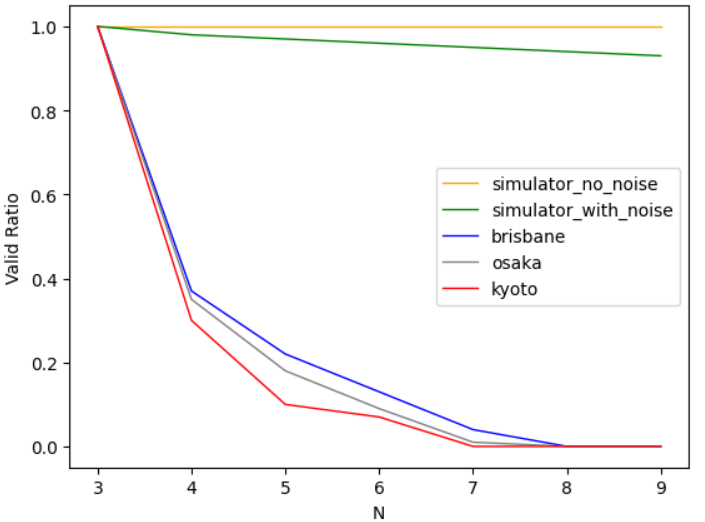 1.0
0.8
0.6
0.4
0.2
0.0
Valid Ratio
simulator_no_noise
simulator_with_noise
brisbane
osaka
kyoto
3 4 5 6 7 8 9
N